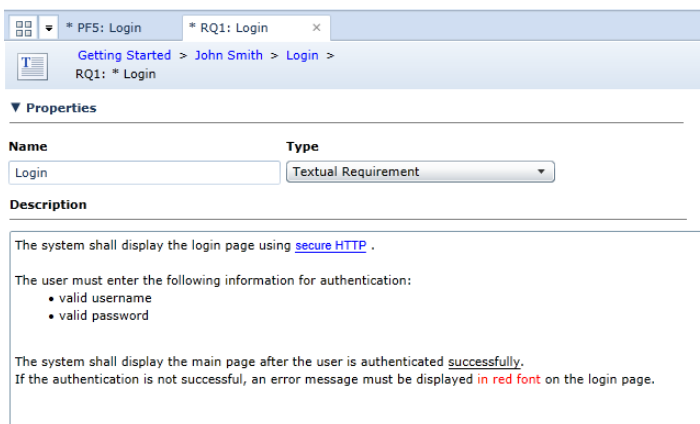 * PF5: Login
* RQ1: Login ×
T
Getting Started > John Smith > Login >
RQ1: * Login
▼ Properties
Name Type
Login Textual Requirement
Description
The system shall display the login page using secure HTTP .
The user must enter the following information for authentication:
• valid username
• valid password
The system shall display the main page after the user is authenticated successfully.
If the authentication is not successful, an error message must be displayed in red font on the login page.